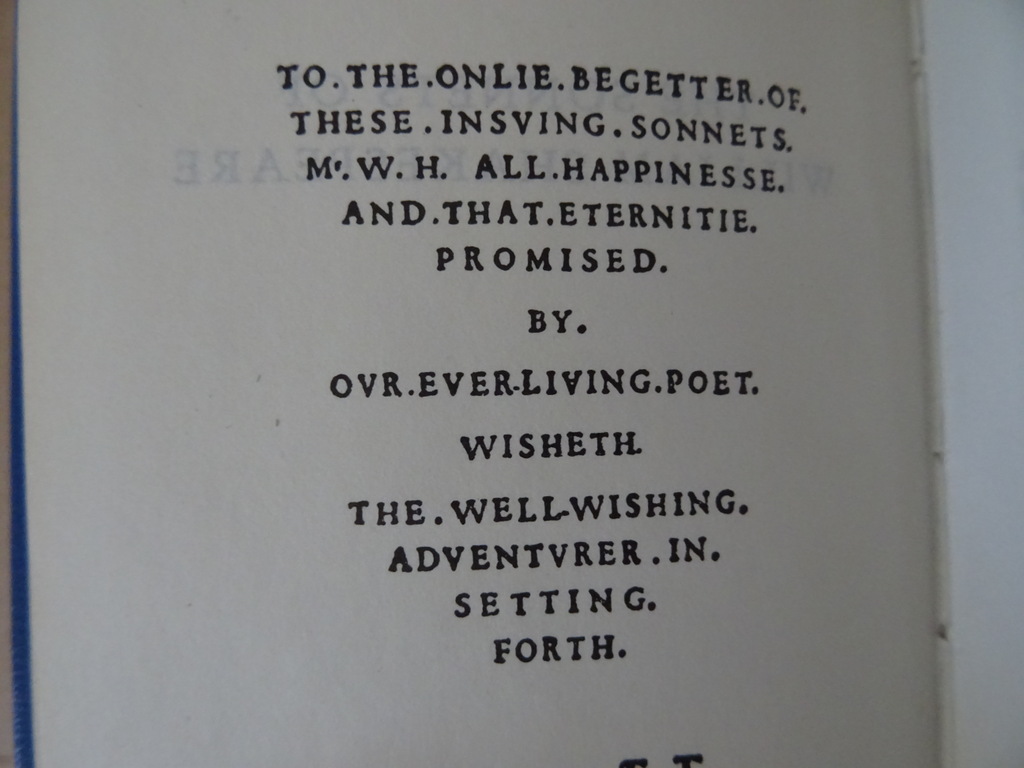 TO.THE.ONLIE.BEGETTER.OF.
THESE.INSVING.SONNETS.
Mr.W.H. ALL.HAPPINESSE.
AND.THAT.ETERNITIE.
PROMISED.
BY.
OVR.EVER-LIVING.POET.
WISHETH.
THE.WELL-WISHING.
ADVENTVRER.IN.
SETTING.
FORTH.